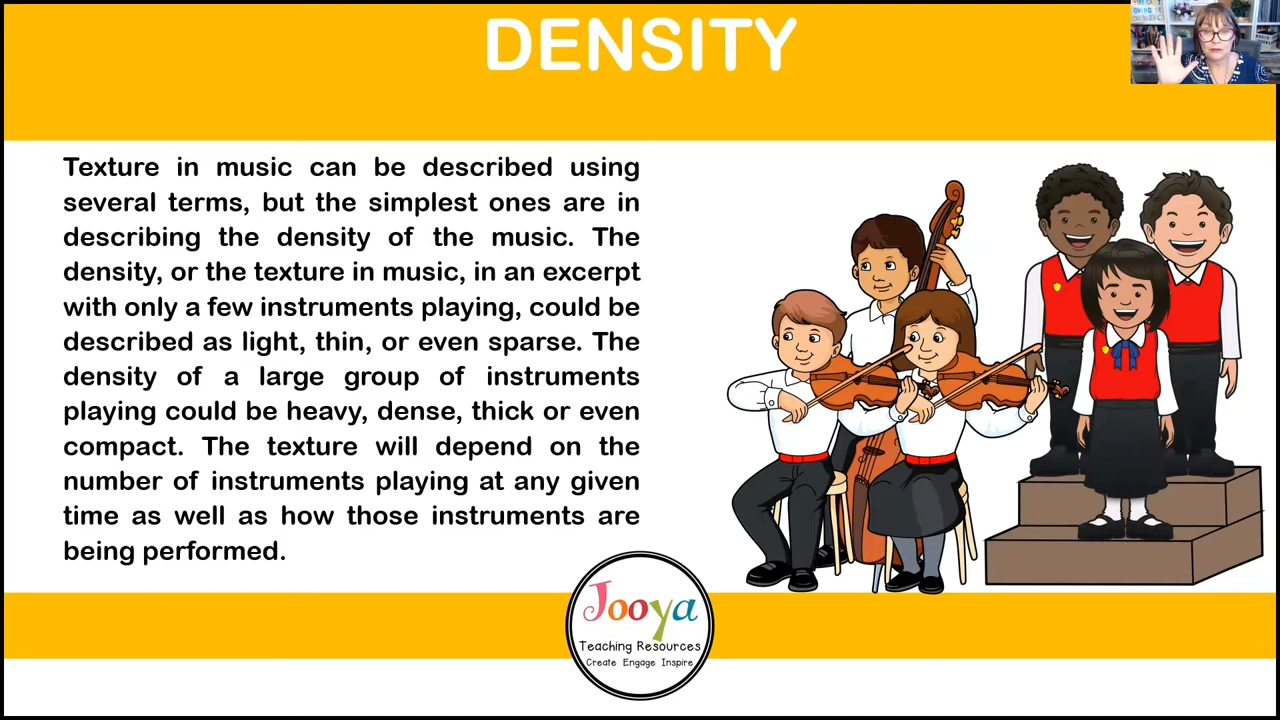 DENSITY
Texture in music can be described using
several terms, but the simplest ones are in
describing the density of the music. The
density, or the texture in music, in an excerpt
with only a few instruments playing, could be
described as light, thin, or even sparse. The
density of a large group of instruments
playing could be heavy, dense, thick or even
compact. The texture will depend on the
number of instruments playing at any given
time as well as how those instruments are
being performed.
Jooya
Teaching Resources
Create Engage Inspire